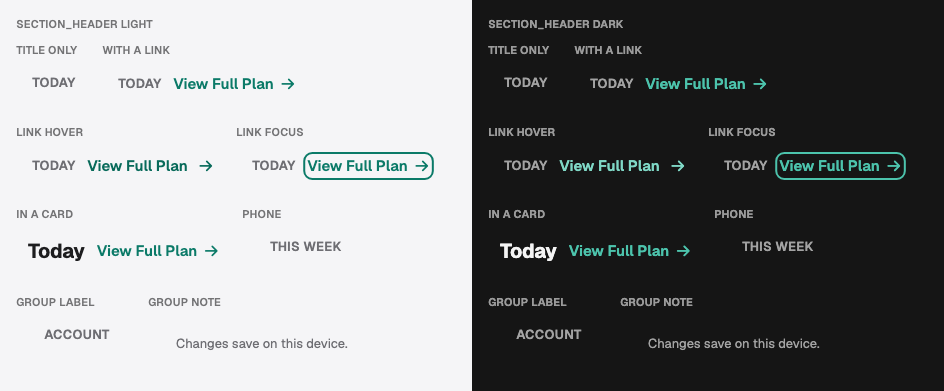 SECTION_HEADER LIGHT
TITLE ONLY WITH A LINK
TODAY TODAY View Full Plan →
LINK HOVER LINK FOCUS
TODAY View Full Plan → TODAY View Full Plan →
IN A CARD PHONE
Today View Full Plan → THIS WEEK
GROUP LABEL GROUP NOTE
ACCOUNT
Changes save on this device.
SECTION_HEADER DARK
TITLE ONLY WITH A LINK
TODAY TODAY View Full Plan →
LINK HOVER LINK FOCUS
TODAY View Full Plan → TODAY View Full Plan →
IN A CARD PHONE
Today View Full Plan → THIS WEEK
GROUP LABEL GROUP NOTE
ACCOUNT
Changes save on this device.